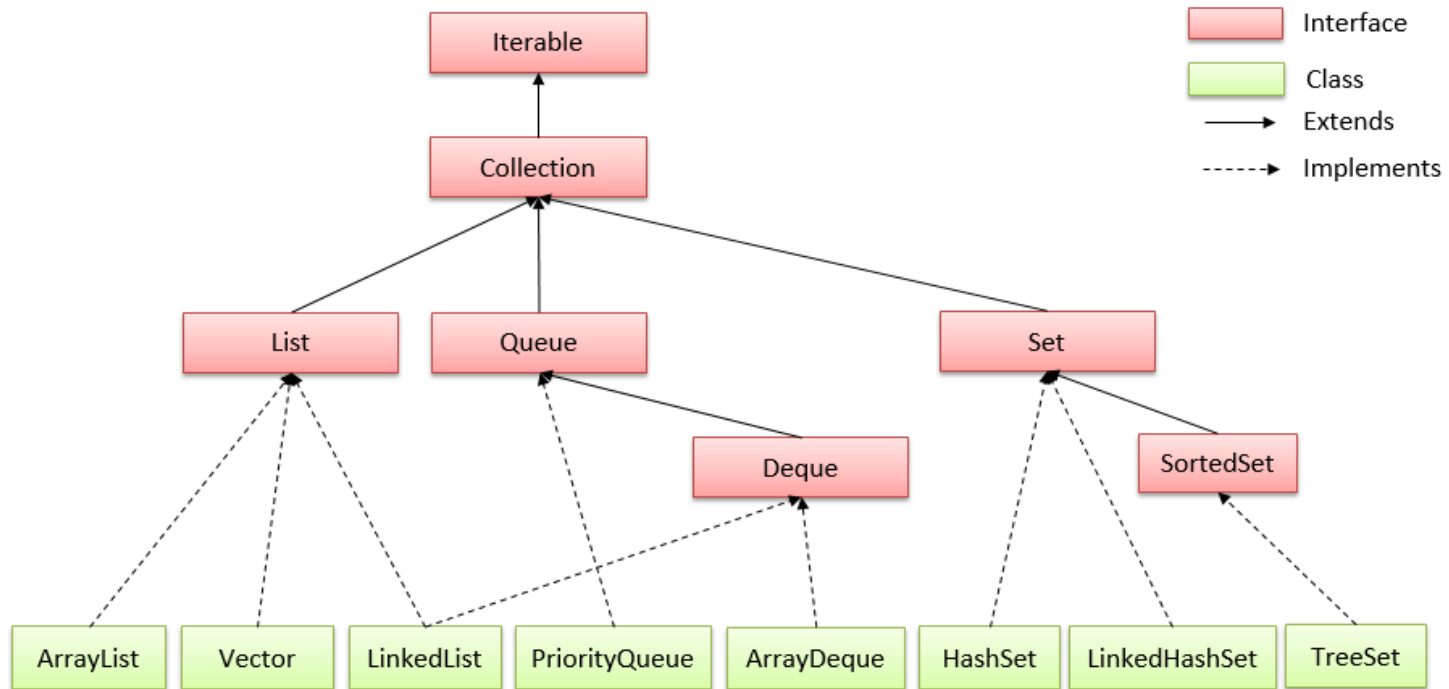 Iterable
Interface
Class
Extends
Collection
Implements
List
Queue
Set
Deque
SortedSet
ArrayList
Vector
LinkedList
PriorityQueue
ArrayDeque
HashSet
LinkedHashSet
TreeSet